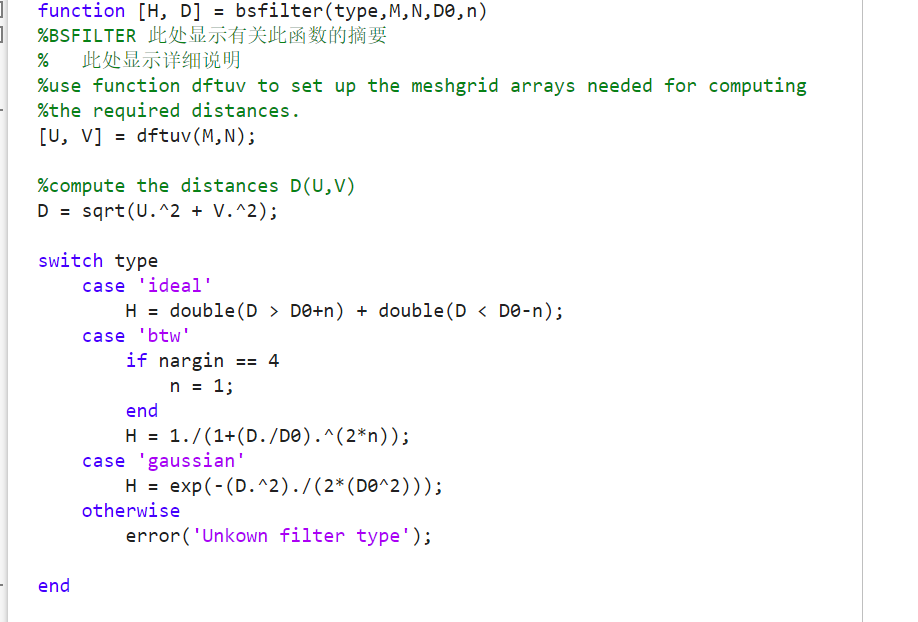 function [H, D] = bsfilter(type,M,N,D0,n)
%BSFILTER 此处显示有关此函数的摘要
%   此处显示详细说明
%use function dftuv to set up the meshgrid arrays needed for computing
%the required distances.
[U, V] = dftuv(M,N);
%compute the distances D(U,V)
D = sqrt(U.^2 + V.^2);
switch type
    case 'ideal'
        H = double(D > D0+n) + double(D < D0-n);
    case 'btw'
        if nargin == 4
            n = 1;
        end
        H = 1./(1+(D./D0).^(2*n));
    case 'gaussian'
        H = exp(-(D.^2)./(2*(D0^2)));
    otherwise
        error('Unkown filter type');
end